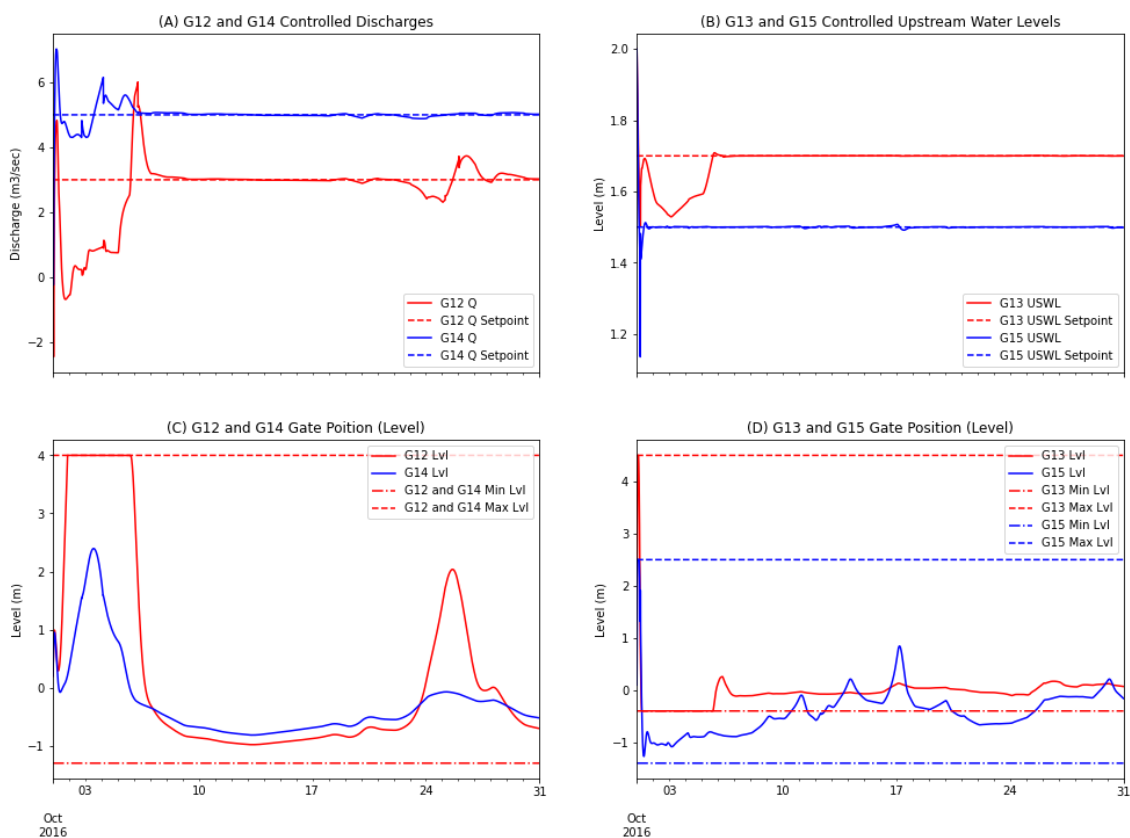 (A) G12 and G14 Controlled Discharges
6
4
2
0
−2
Discharge (m3/sec)
G12 Q
G12 Q Setpoint
G14 Q
G14 Q Setpoint
(B) G13 and G15 Controlled Upstream Water Levels
2.0
1.8
1.6
1.4
1.2
Level (m)
G13 USWL
G13 USWL Setpoint
G15 USWL
G15 USWL Setpoint
(C) G12 and G14 Gate Poition (Level)
4
3
2
1
0
−1
Level (m)
G12 Lvl
G14 Lvl
G12 and G14 Min Lvl
G12 and G14 Max Lvl
03 10 17 24 31
Oct
2016
(D) G13 and G15 Gate Position (Level)
4
3
2
1
0
−1
Level (m)
G13 Lvl
G15 Lvl
G13 Min Lvl
G13 Max Lvl
G15 Min Lvl
G15 Max Lvl
03 10 17 24 31
Oct
2016